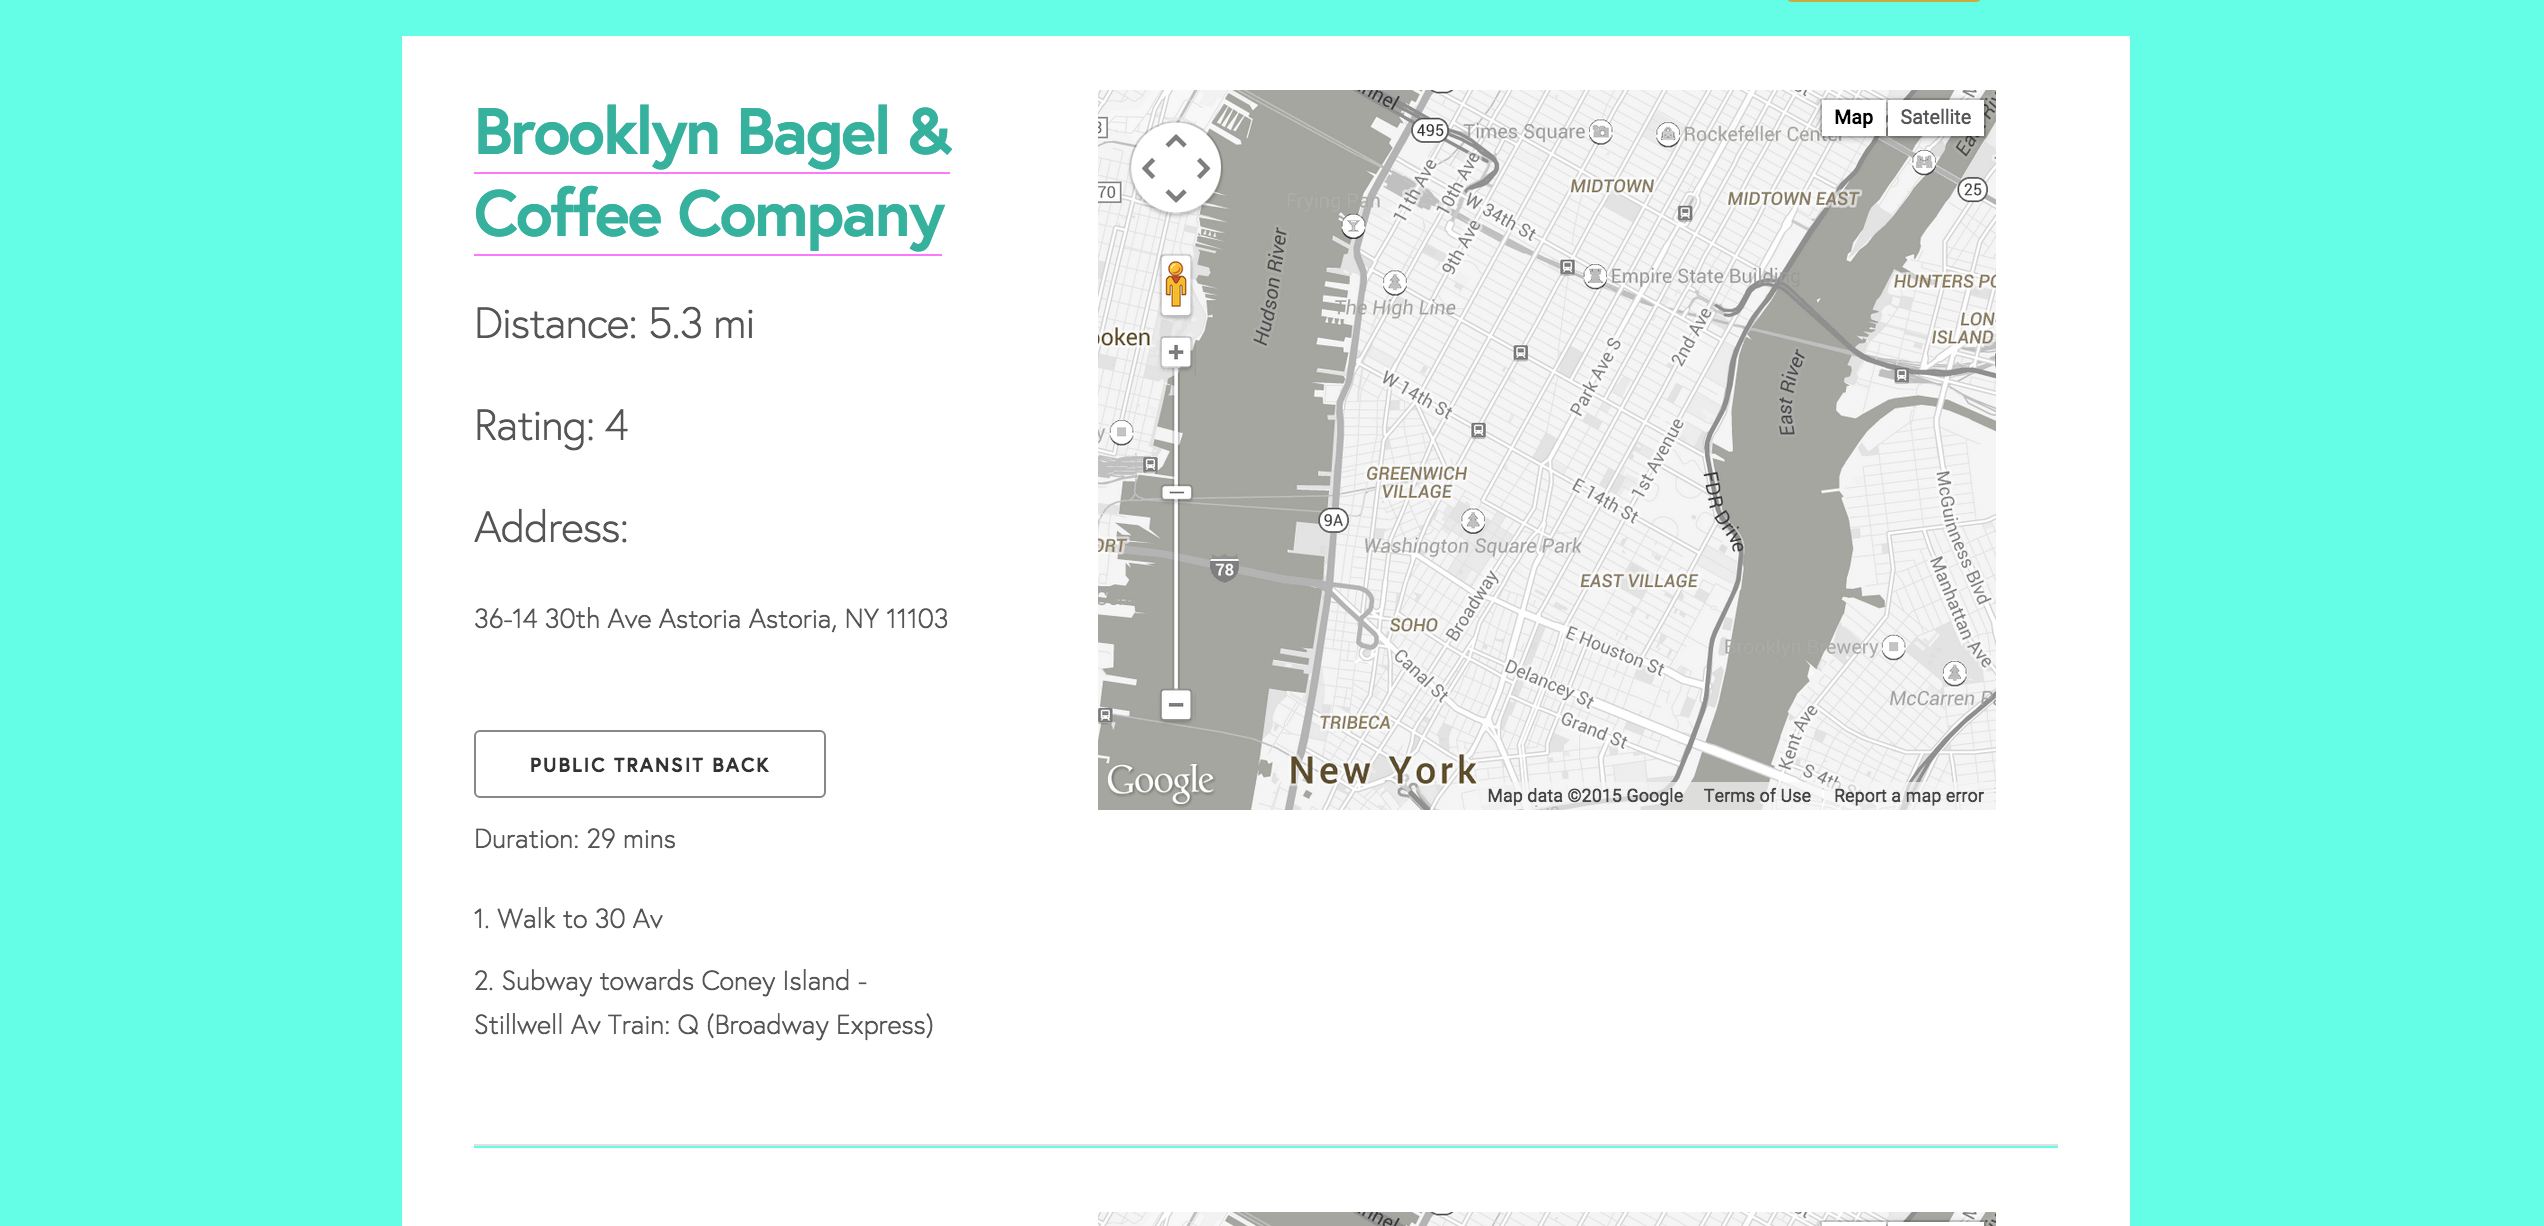 Brooklyn Bagel &
Coffee Company
Distance: 5.3 mi
Rating: 4
Address:
36-14 30th Ave Astoria Astoria, NY 11103
PUBLIC TRANSIT BACK
Duration: 29 mins
1. Walk to 30 Av
2. Subway towards Coney Island -
Stillwell Av Train: Q (Broadway Express)
Map
Satellite
495
Times Square
Rockefeller Center
70
25
MIDTOWN
MIDTOWN EAST
Frying Pan
11th Ave
10th Ave
9th Ave
W 34th St
Hudson River
Empire State Building
The High Line
HUNTERS
ISLAND
2nd Ave
Park Ave S
East River
W 14th St
1st Avenue
GREENWICH
VILLAGE
E 14th St
FDR Drive
McGuinness Blvd
Manhattan Ave
9A
Washington Square Park
78
EAST VILLAGE
Broadway
SOHO
E Houston St
Brooklyn Brewery
Canal St
Delancey St
McCarren
TRIBECA
Grand St
Kent Ave
New York
S 4th
Google
Map data ©2015 Google
Terms of Use
Report a map error